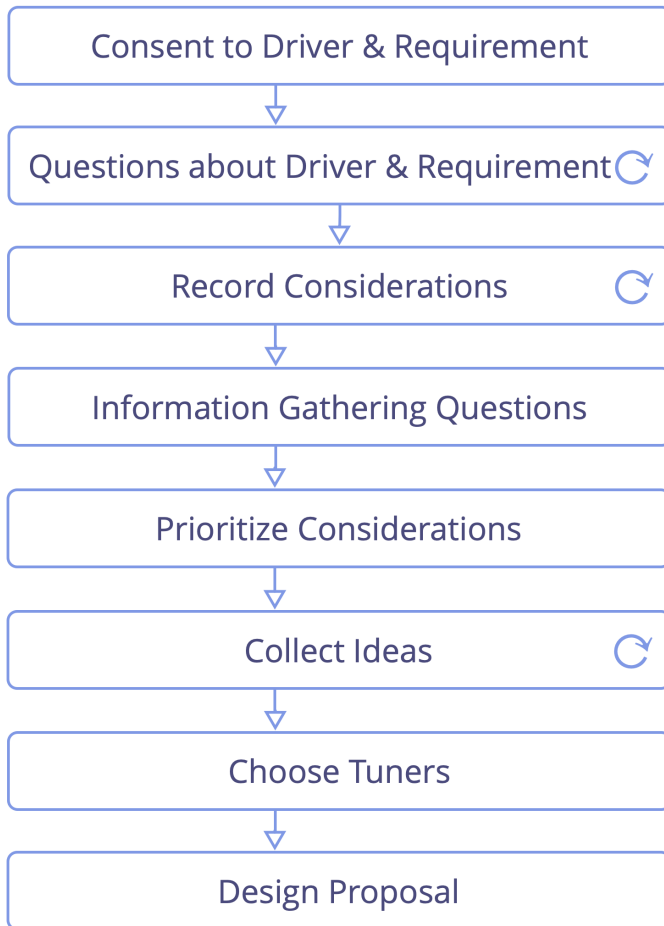 Consent to Driver & Requirement
Questions about Driver & Requirement
Record Considerations
Information Gathering Questions
Prioritize Considerations
Collect Ideas
Choose Tuners
Design Proposal